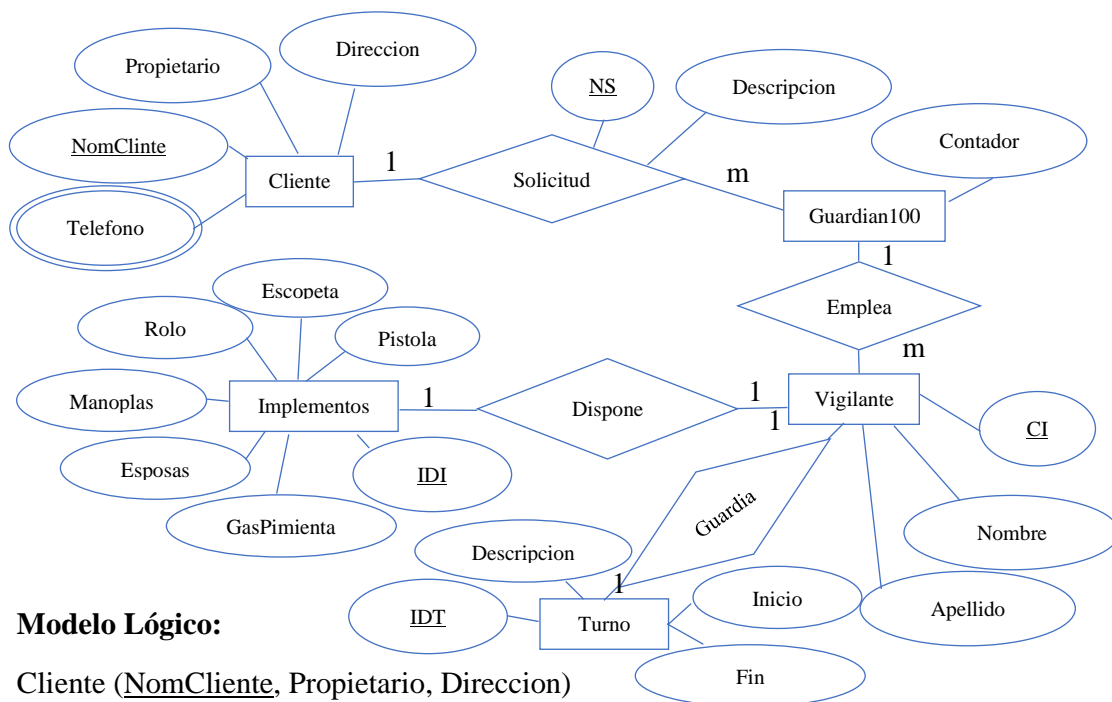 Direccion
Propietario
NS
Descripcion
NomClinte
Contador
Cliente
1
Solicitud
m
Telefono
Guardian100
1
Escopeta
Emplea
Rolo
Pistola
m
Manoplas
Implementos
1
Dispone
1
Vigilante
1
CI
Esposas
IDI
Guardia
GasPimienta
Nombre
Descripcion
1
Inicio
Apellido
IDT
Turno
Fin
Modelo Lógico:
Cliente (NomCliente, Propietario, Direccion)